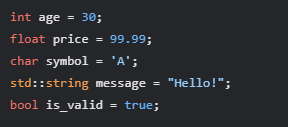 int age = 30;
float price = 99.99;
char symbol = 'A';
std::string message = "Hello!";
bool is_valid = true;